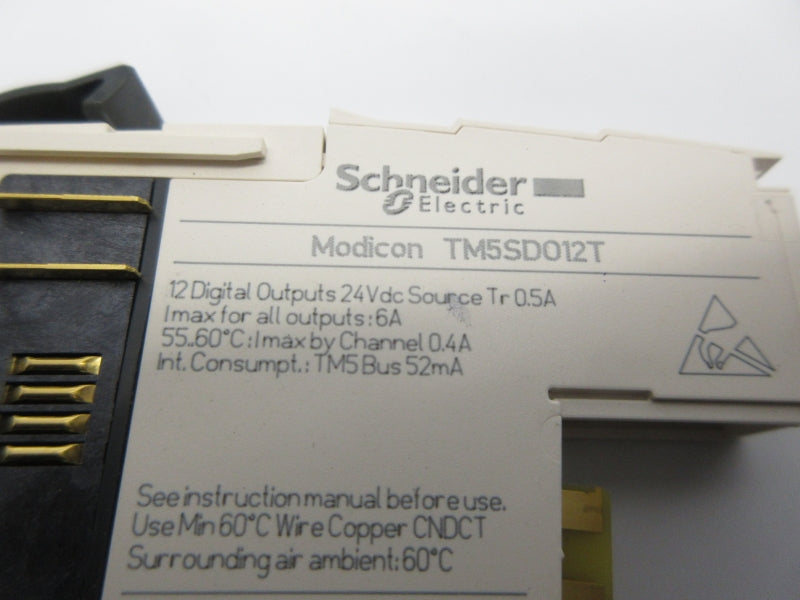 Schneider
Electric
Modicon TM5SDO12T
12 Digital Outputs 24Vdc Source Tr 0.5A
I max for all outputs : 6A
55..60°C : I max by Channel 0.4A
Int. Consumpt. : TM5 Bus 52mA
See instruction manual before use.
Use Min 60°C Wire Copper CNDCT
Surrounding air ambient: 60°C